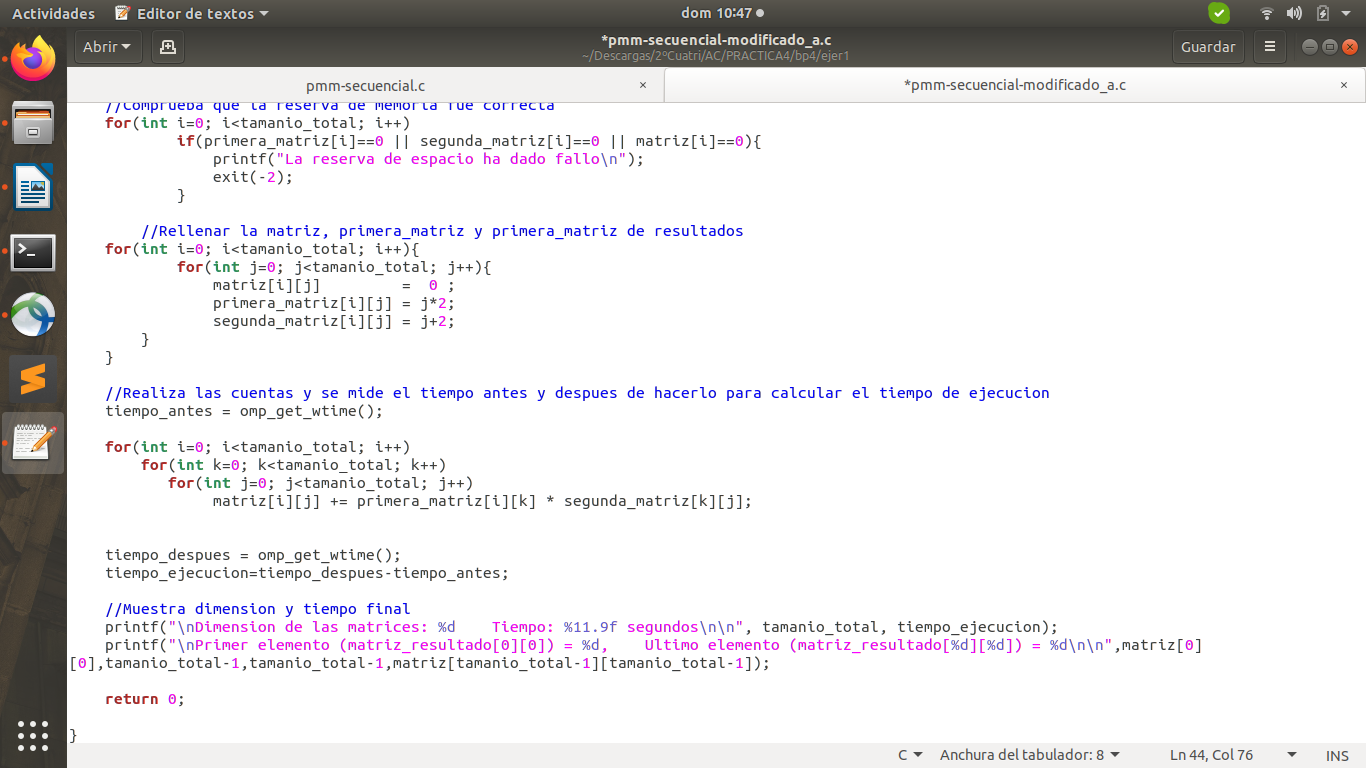 Actividades Editor de textos dom 10:47
Abrir *pmm-secuencial-modificado_a.c Guardar
~/Descargas/2ºCuatri/AC/PRACTICA4/bp4/ejer1
pmm-secuencial.c × *pmm-secuencial-modificado_a.c ×
//Comprueba que la reserva de memoria fue correcta
for(int i=0; i<tamanio_total; i++)
if(primera_matriz[i]==0 || segunda_matriz[i]==0 || matriz[i]==0){
printf("La reserva de espacio ha dado fallo\n");
exit(-2);
}
//Rellenar la matriz, primera_matriz y primera_matriz de resultados
for(int i=0; i<tamanio_total; i++){
for(int j=0; j<tamanio_total; j++){
matriz[i][j]         =  0 ;
primera_matriz[i][j] = j*2;
segunda_matriz[i][j] = j+2;
}
}
//Realiza las cuentas y se mide el tiempo antes y despues de hacerlo para calcular el tiempo de ejecucion
tiempo_antes = omp_get_wtime();
for(int i=0; i<tamanio_total; i++)
for(int k=0; k<tamanio_total; k++)
for(int j=0; j<tamanio_total; j++)
matriz[i][j] += primera_matriz[i][k] * segunda_matriz[k][j];
tiempo_despues = omp_get_wtime();
tiempo_ejecucion=tiempo_despues-tiempo_antes;
//Muestra dimension y tiempo final
printf("\nDimension de las matrices: %d    Tiempo: %11.9f segundos\n\n", tamanio_total, tiempo_ejecucion);
printf("\nPrimer elemento (matriz_resultado[0][0]) = %d,    Ultimo elemento (matriz_resultado[%d][%d]) = %d\n\n",matriz[0]
[0],tamanio_total-1,tamanio_total-1,matriz[tamanio_total-1][tamanio_total-1]);
return 0;
}
C Anchura del tabulador: 8 Ln 44, Col 76 INS